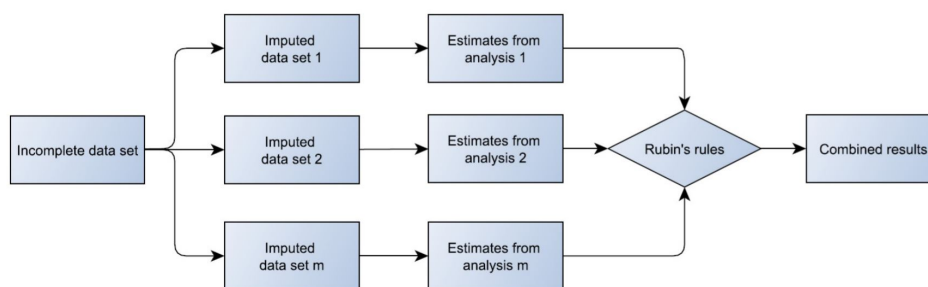 Incomplete data set
Imputed
data set 1
Estimates from
analysis 1
Imputed
data set 2
Estimates from
analysis 2
Imputed
data set m
Estimates from
analysis m
Rubin's rules
Combined results